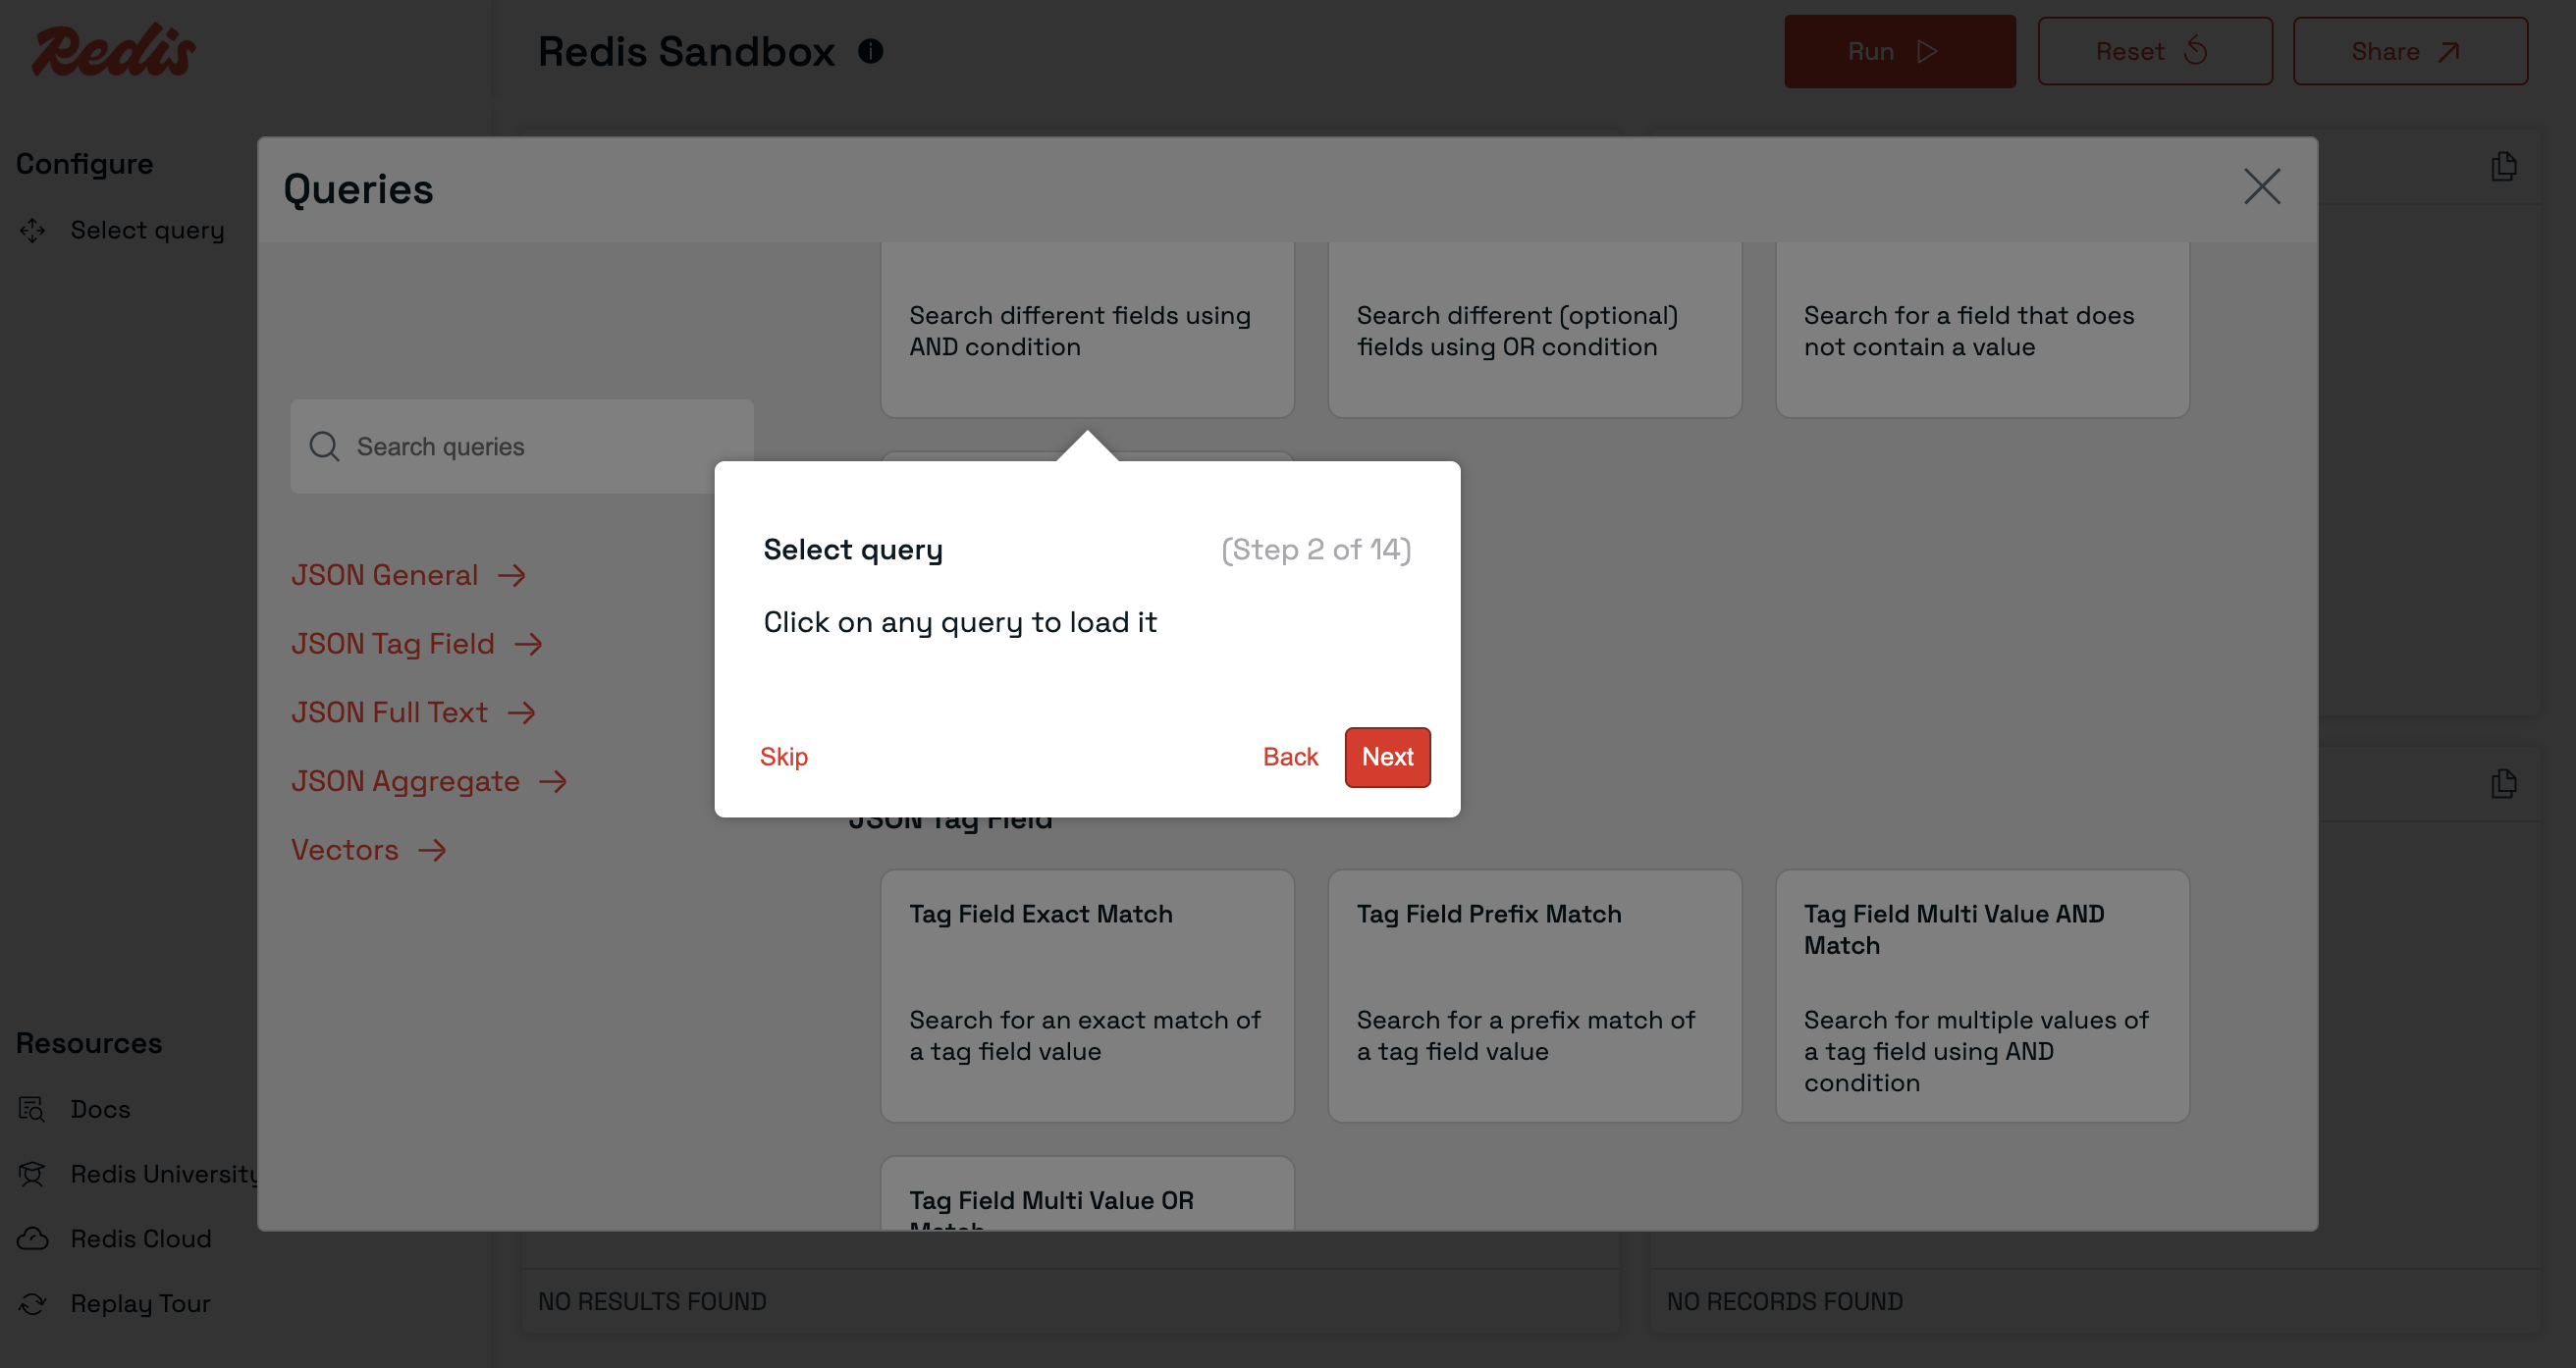 Redis
Redis Sandbox
Run
Reset
Share
Configure
Select query
Queries
Search different fields using
AND condition
Search different (optional)
fields using OR condition
Search for a field that does
not contain a value
Search queries
JSON General
JSON Tag Field
JSON Full Text
JSON Aggregate
Vectors
Select query
(Step 2 of 14)
Click on any query to load it
Skip
Back
Next
JSON Tag Field
Tag Field Exact Match
Search for an exact match of
a tag field value
Tag Field Prefix Match
Search for a prefix match of
a tag field value
Tag Field Multi Value AND
Match
Search for multiple values of
a tag field using AND
condition
Tag Field Multi Value OR
Match
Resources
Docs
Redis University
Redis Cloud
Replay Tour
NO RESULTS FOUND
NO RECORDS FOUND